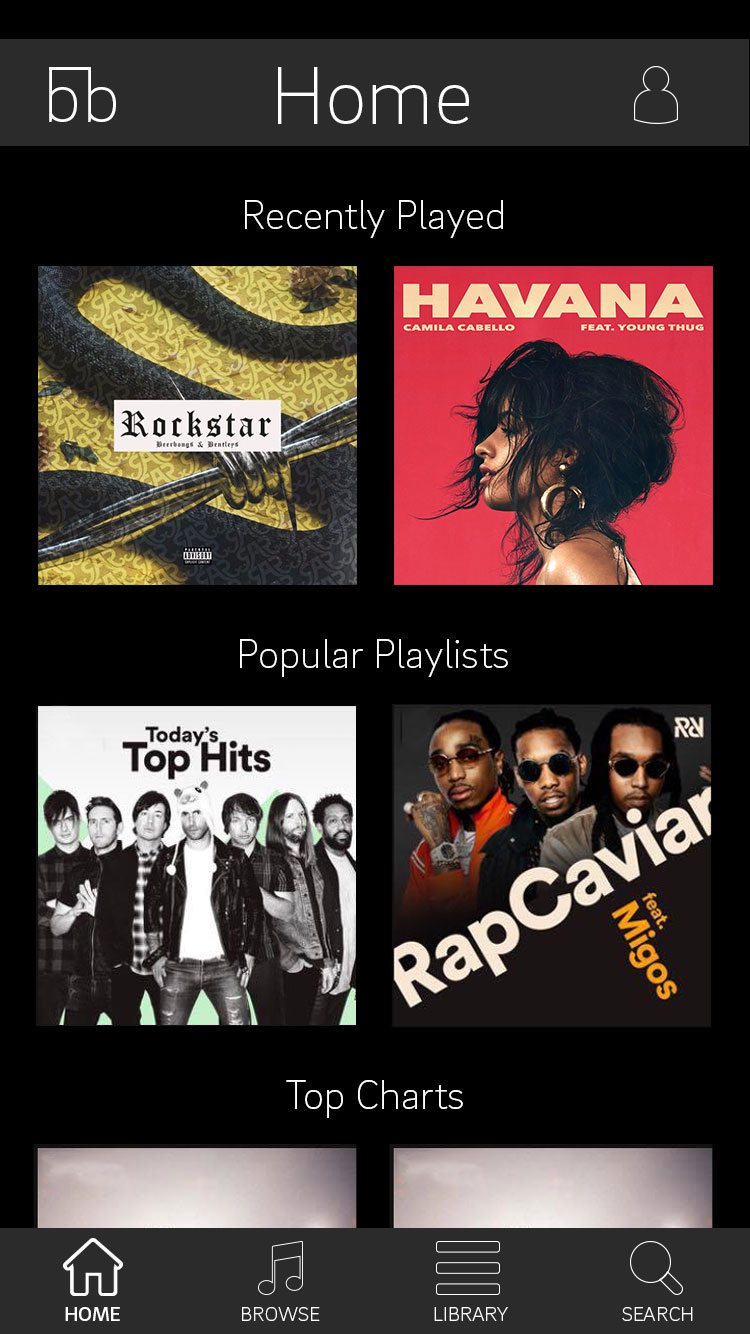 bb
Home
Recently Played
Rockstar
Beerbongs & Bentleys
PARENTAL
ADVISORY
EXPLICIT CONTENT
HAVANA
CAMILA CABELLO FEAT. YOUNG THUG
Popular Playlists
Today's
Top Hits
RapCaviar
feat.
Migos
Top Charts
HOME
BROWSE
LIBRARY
SEARCH